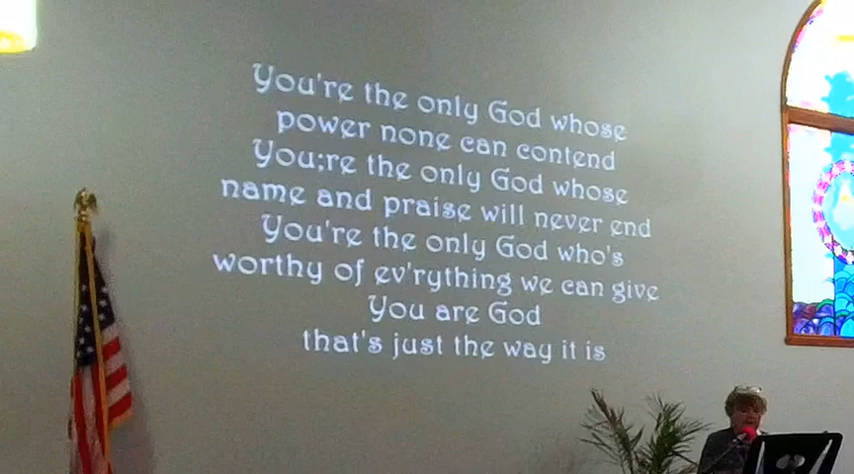 You're the only God whose
power none can contend
You;re the only God whose
name and praise will never end
You're the only God who's
worthy of ev'rything we can give
You are God
that's just the way it is